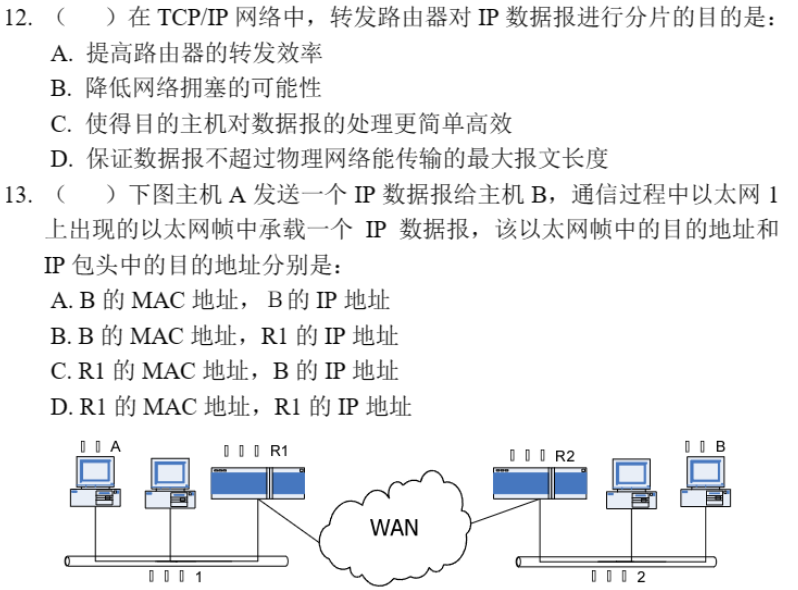 12. （ ）在 TCP/IP 网络中，转发路由器对 IP 数据报进行分片的目的是：
A. 提高路由器的转发效率
B. 降低网络拥塞的可能性
C. 使得目的主机对数据报的处理更简单高效
D. 保证数据报不超过物理网络能传输的最大报文长度
13. （ ）下图主机 A 发送一个 IP 数据报给主机 B，通信过程中以太网 1
上出现的以太网帧中承载一个 IP 数据报，该以太网帧中的目的地址和
IP 包头中的目的地址分别是：
A. B 的 MAC 地址， B的 IP 地址
B. B 的 MAC 地址，R1 的 IP 地址
C. R1 的 MAC 地址，B 的 IP 地址
D. R1 的 MAC 地址，R1 的 IP 地址
A
R1
R2
B
WAN
1
2